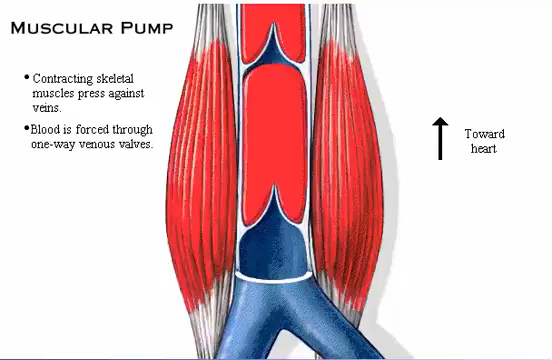 MUSCULAR PUMP
• Contracting skeletal
muscles press against
veins.
•Blood is forced through
one-way venous valves.
Toward
heart